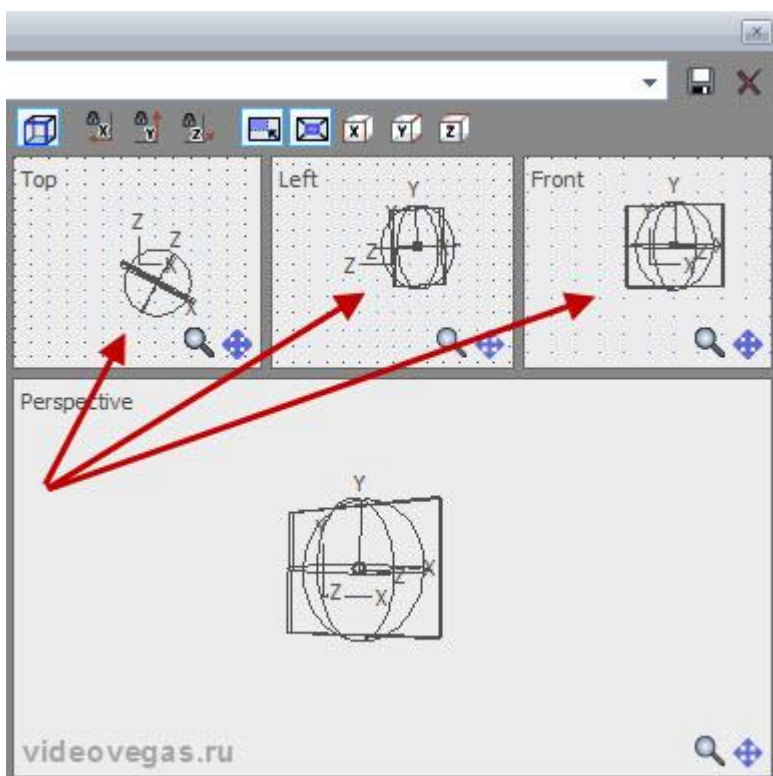 X Y Z X Y Z
Top Left Front
Z Z X X
Y Y Z Z
Y Y Z X
Perspective
Y
Y
X
Z
Z X
videovegas.ru